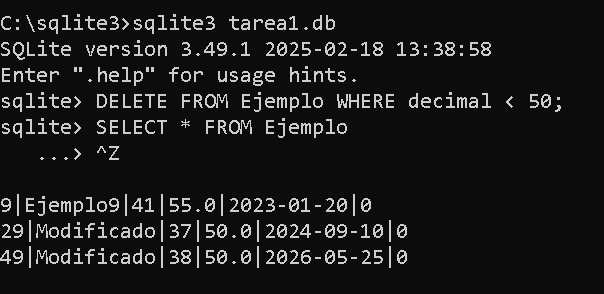 C:\sqlite3>sqlite3 tarea1.db
SQLite version 3.49.1 2025-02-18 13:38:58
Enter ".help" for usage hints.
sqlite> DELETE FROM Ejemplo WHERE decimal < 50;
sqlite> SELECT * FROM Ejemplo
   ...> ^Z
9|Ejemplo9|41|55.0|2023-01-20|0
29|Modificado|37|50.0|2024-09-10|0
49|Modificado|38|50.0|2026-05-25|0